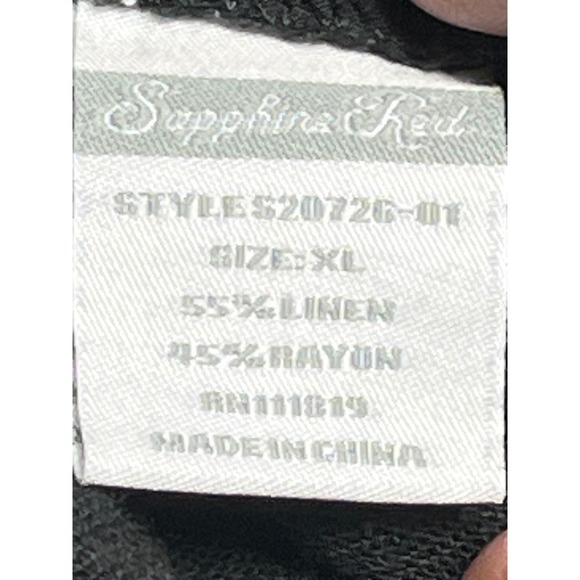 Sapphire Red
STYLE S20726-01
SIZE:XL
55%LINEN
45%RAYON
RN111819
MADE IN CHINA